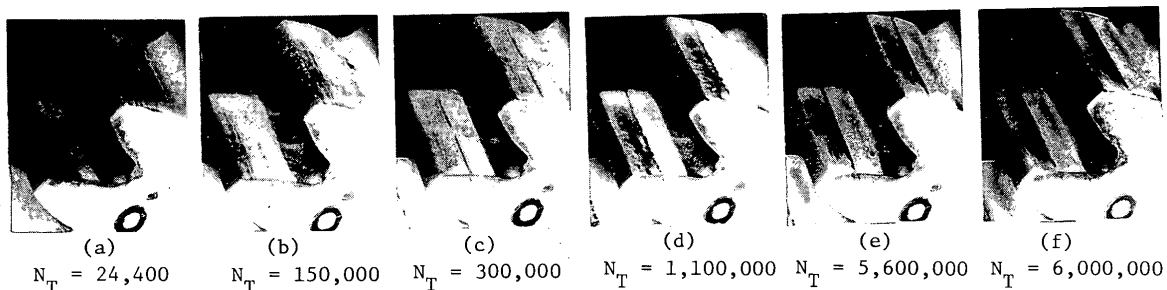 (a) (b) (c) (d) (e) (f)
N_T = 24,400 N_T = 150,000 N_T = 300,000 N_T = 1,100,000 N_T = 5,600,000 N_T = 6,000,000